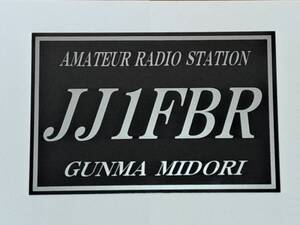 AMATEUR RADIO STATION
JJ1FBR
GUNMA MIDORI